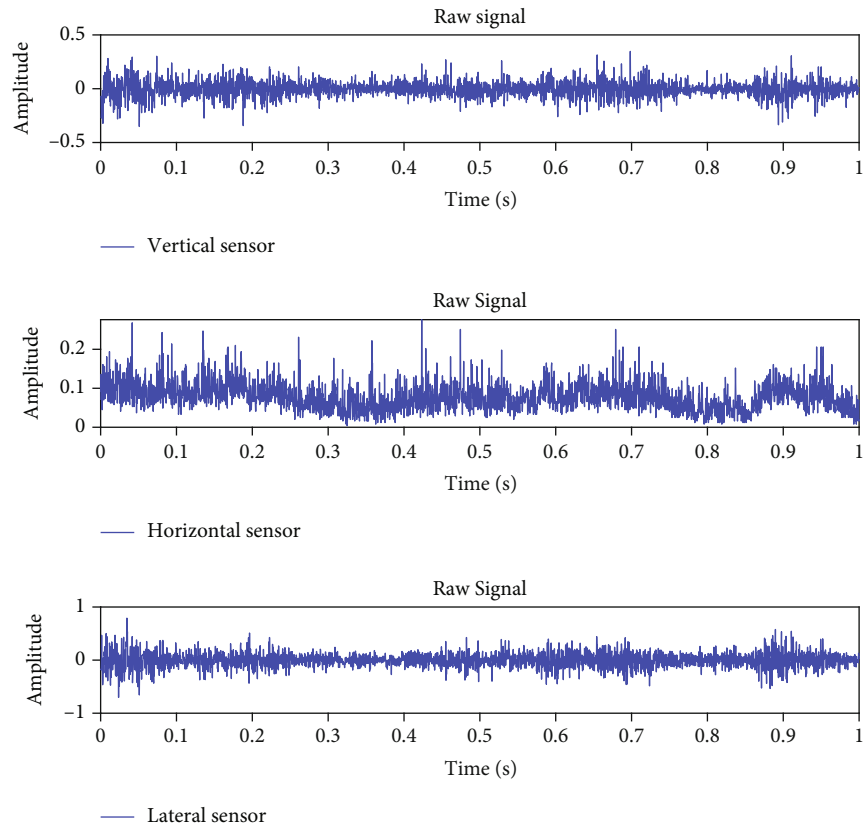 Raw signal
0.5
0
–0.5
Amplitude
0 0.1 0.2 0.3 0.4 0.5 0.6 0.7 0.8 0.9 1
Time (s)
Vertical sensor
Raw Signal
0.2
0.1
0
Amplitude
0 0.1 0.2 0.3 0.4 0.5 0.6 0.7 0.8 0.9 1
Time (s)
Horizontal sensor
Raw Signal
1
0
–1
Amplitude
0 0.1 0.2 0.3 0.4 0.5 0.6 0.7 0.8 0.9 1
Time (s)
Lateral sensor